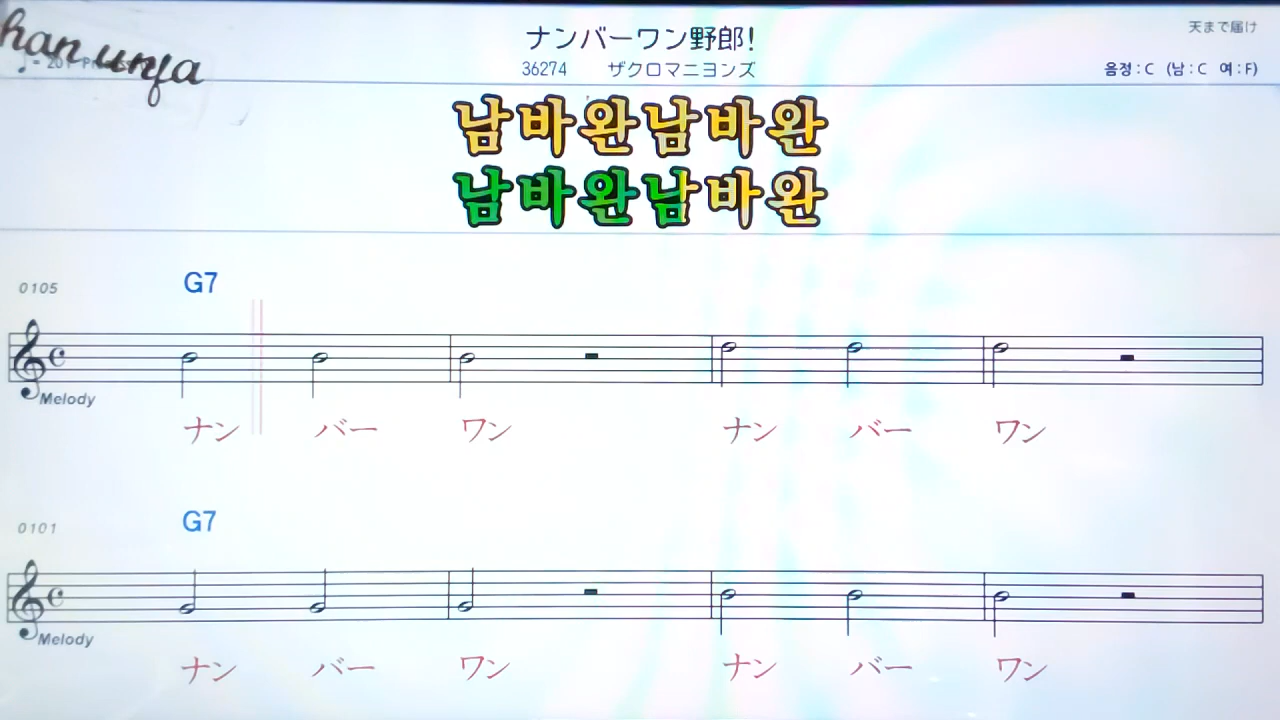 han unfa
天まで届け
ナンバーワン野郎!
36274 ザクロマニヨンズ
음정 : C (남 : C 여 : F)
남바완남바완
남바완남바완
0105 G7
Melody
ナン バー ワン ナン バー ワン
0101 G7
Melody
ナン バー ワン ナン バー ワン